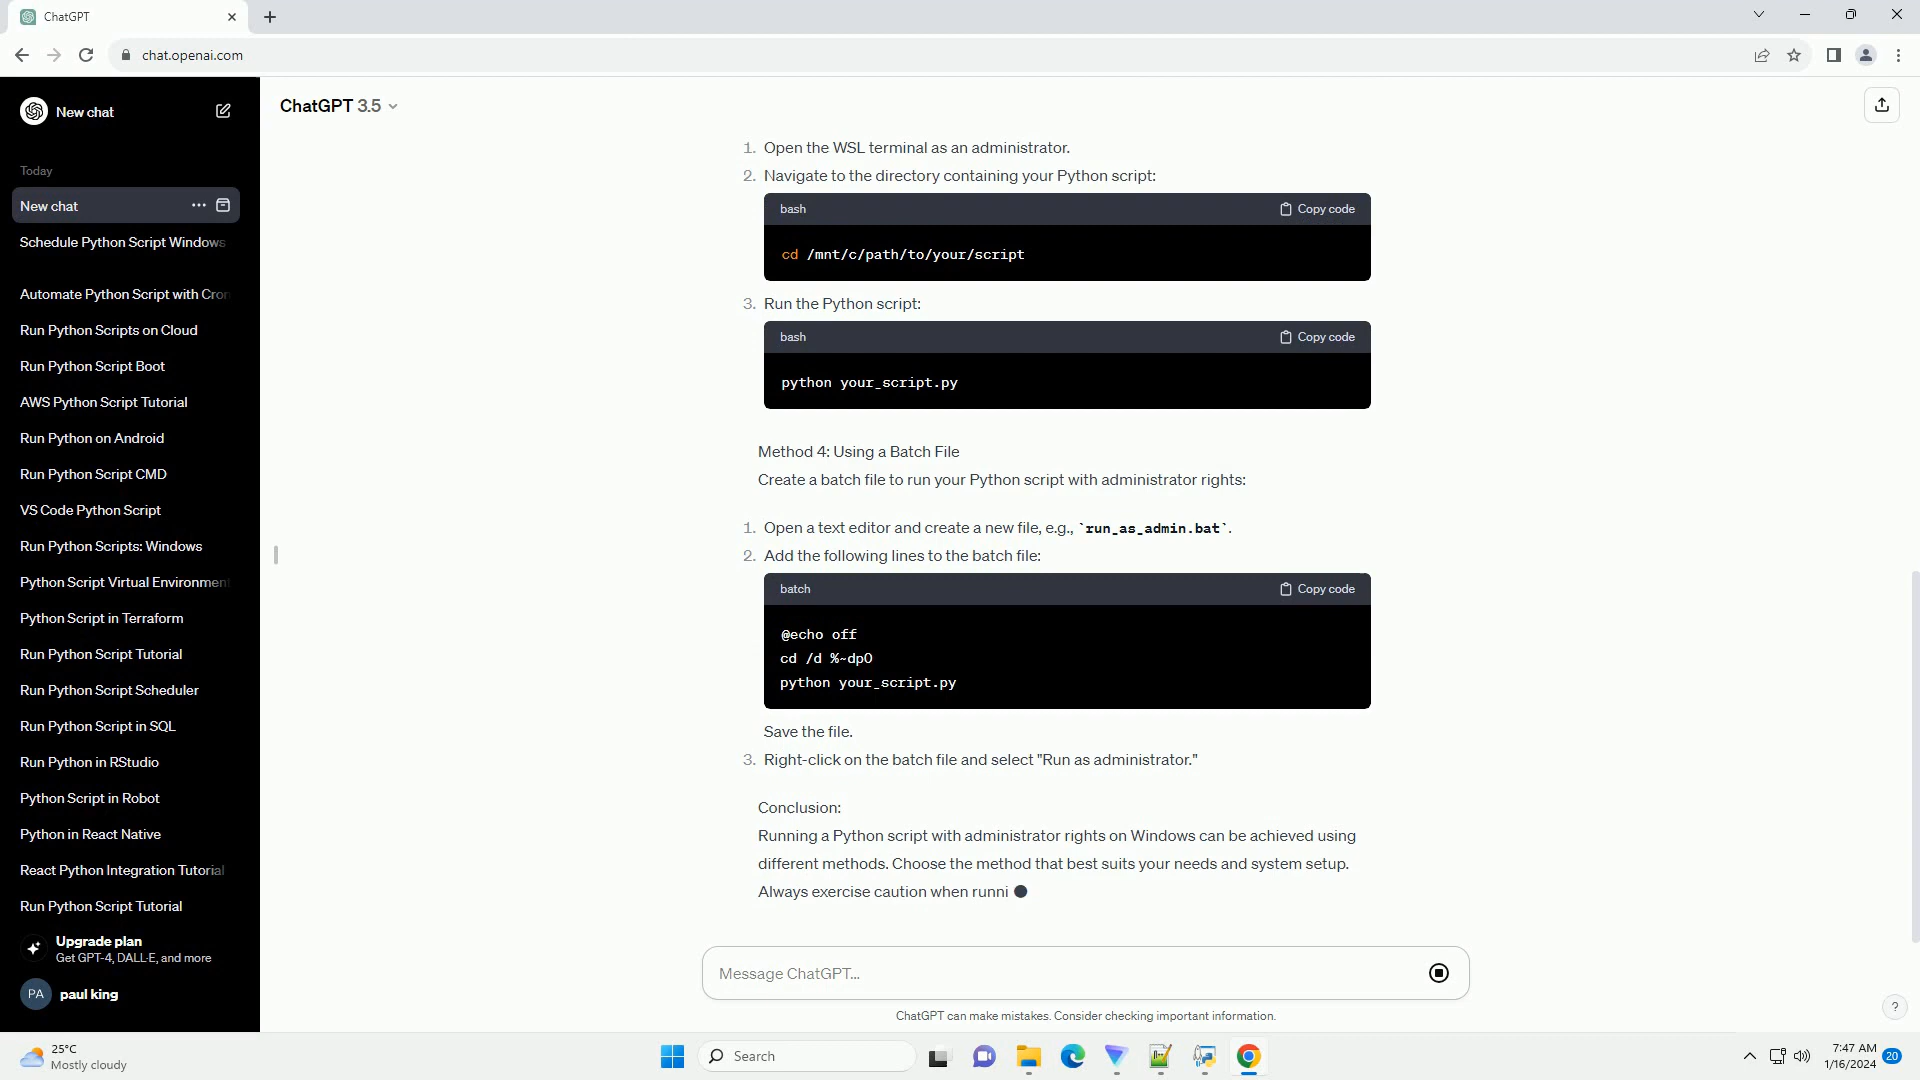 ChatGPT
chat.openai.com
New chat
ChatGPT 3.5
Today
New chat
Schedule Python Script Windows
Automate Python Script with Cron
Run Python Scripts on Cloud
Run Python Script Boot
AWS Python Script Tutorial
Run Python on Android
Run Python Script CMD
VS Code Python Script
Run Python Scripts: Windows
Python Script Virtual Environment
Python Script in Terraform
Run Python Script Tutorial
Run Python Script Scheduler
Run Python Script in SQL
Run Python in RStudio
Python Script in Robot
Python in React Native
React Python Integration Tutorial
Run Python Script Tutorial
Upgrade plan
Get GPT-4, DALL·E, and more
PA paul king
1. Open the WSL terminal as an administrator.
2. Navigate to the directory containing your Python script:
bash Copy code
cd /mnt/c/path/to/your/script
3. Run the Python script:
bash Copy code
python your_script.py
Method 4: Using a Batch File
Create a batch file to run your Python script with administrator rights:
1. Open a text editor and create a new file, e.g., `run_as_admin.bat`.
2. Add the following lines to the batch file:
batch Copy code
@echo off
cd /d %~dp0
python your_script.py
Save the file.
3. Right-click on the batch file and select "Run as administrator."
Conclusion:
Running a Python script with administrator rights on Windows can be achieved using
different methods. Choose the method that best suits your needs and system setup.
Always exercise caution when runni
Message ChatGPT...
ChatGPT can make mistakes. Consider checking important information.
?
25°C
Mostly cloudy
Search
7:47 AM
1/16/2024
20